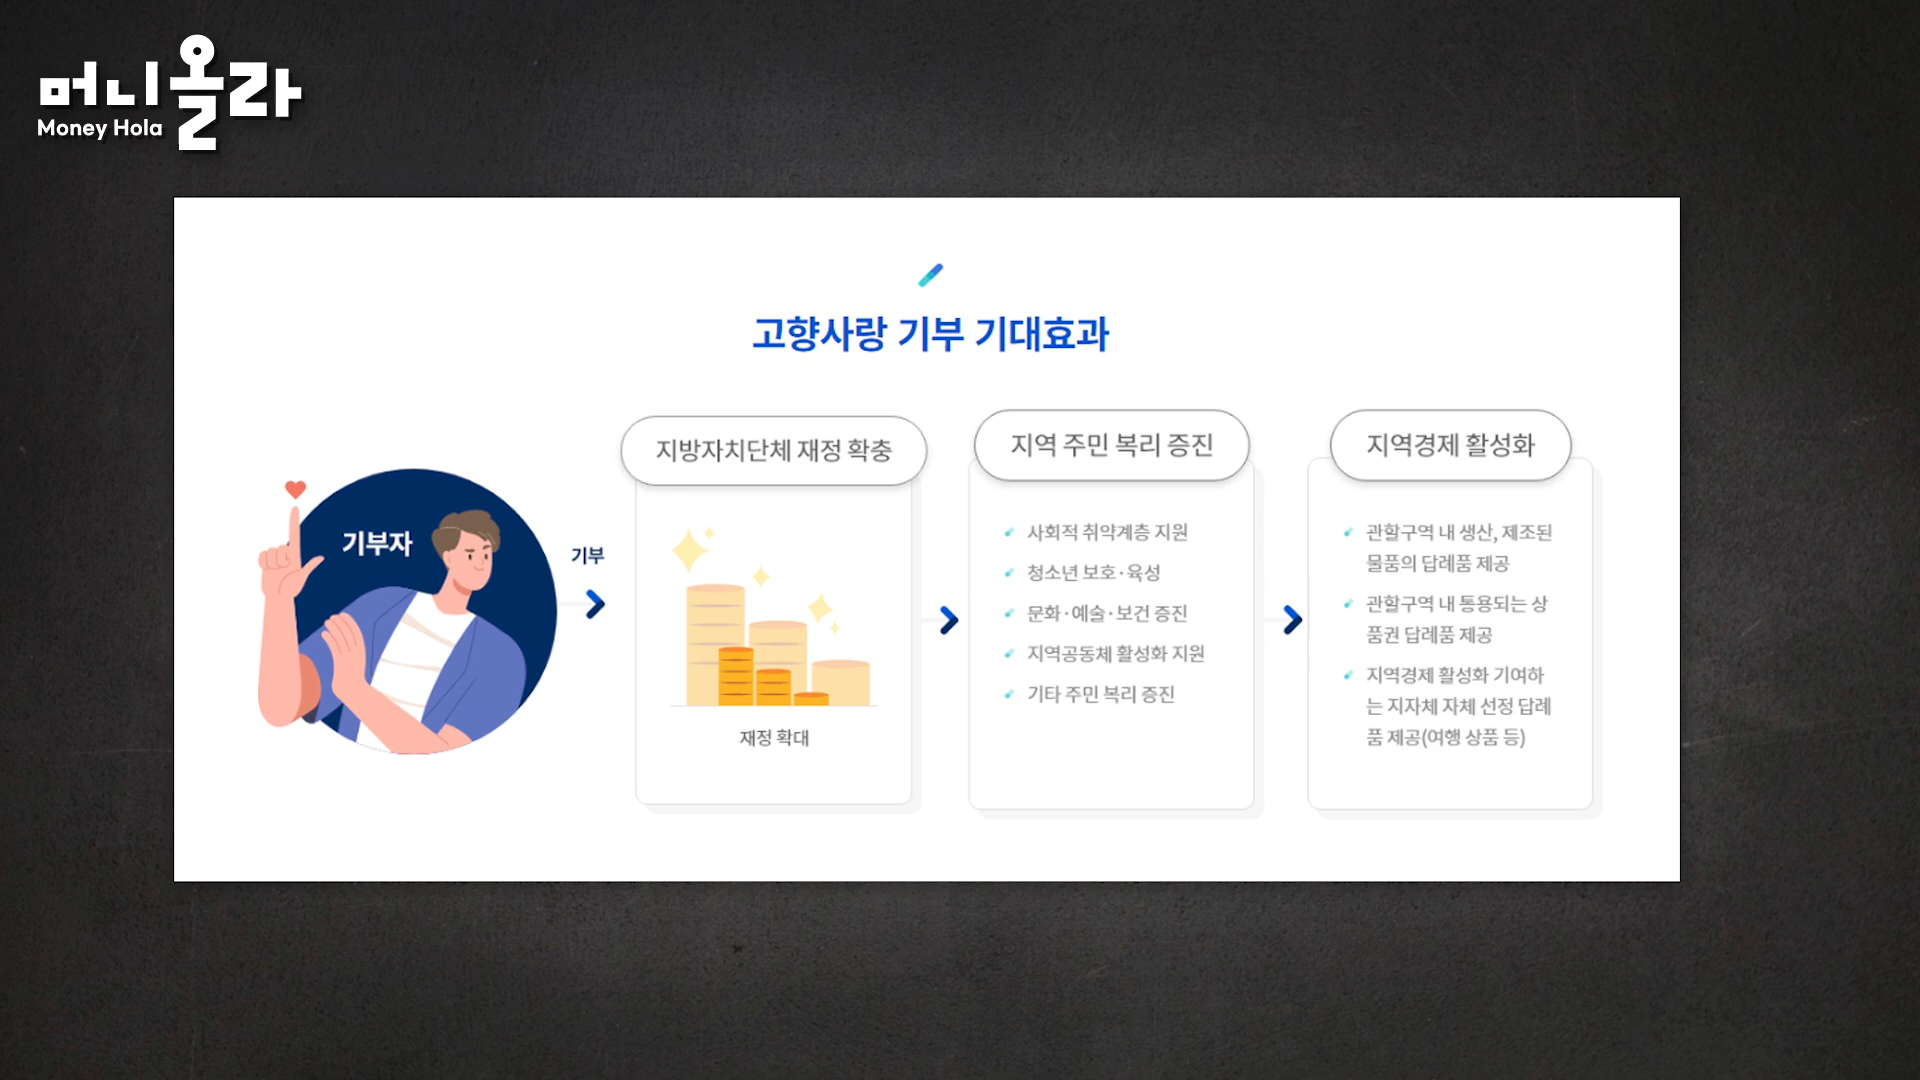 머니올라
Money Hola
고향사랑 기부 기대효과
기부자
기부
지방자치단체 재정 확충
재정 확대
지역 주민 복리 증진
사회적 취약계층 지원
청소년 보호·육성
문화·예술·보건 증진
지역공동체 활성화 지원
기타 주민 복리 증진
지역경제 활성화
관할구역 내 생산, 제조된
물품의 답례품 제공
관할구역 내 통용되는 상
품권 답례품 제공
지역경제 활성화 기여하
는 지자체 자체 선정 답례
품 제공(여행 상품 등)